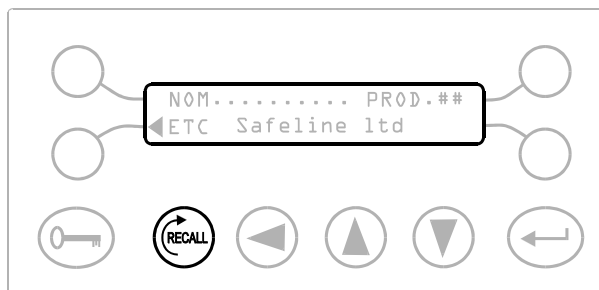 NOM.......... PROD.##
ETC Safeline ltd
RECALL